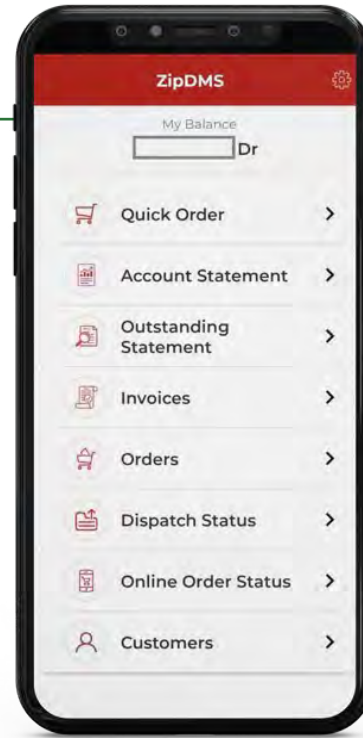 ZipDMS
My Balance
Dr
Quick Order
Account Statement
Outstanding
Statement
Invoices
Orders
Dispatch Status
Online Order Status
Customers